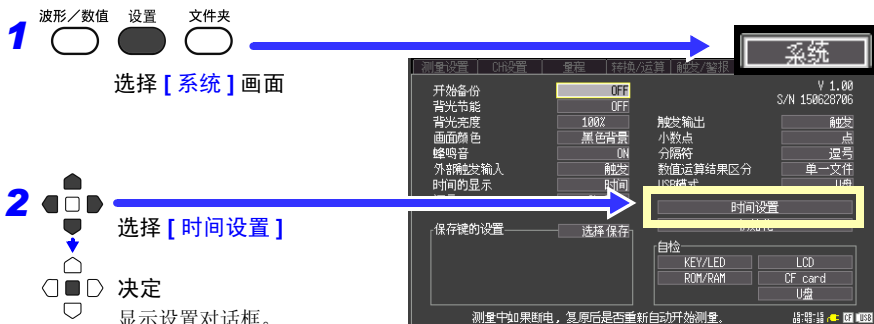 1 波形／数值 设置 文件夹
选择 [ 系统 ] 画面
系统
测量设置 CH设置 量程 转换/运算 触发/警报
V 1.00
S/N 150628706
开始备份 OFF
背光节能 OFF
背光亮度 100% 触发输出 触发
画面颜色 黑色背景 小数点 点
蜂鸣音 ON 分隔符 逗号
外部触发输入 触发 数值运算结果区分 单一文件
时间的显示 时间 USB模式 U盘
时间设置
保存键的设置 选择保存
自检
KEY/LED LCD
ROM/RAM CF card
U盘
测量中如果断电，复原后是否重新自动开始测量。
CF USB
2 选择 [ 时间设置 ]
决定
显示设置对话框。